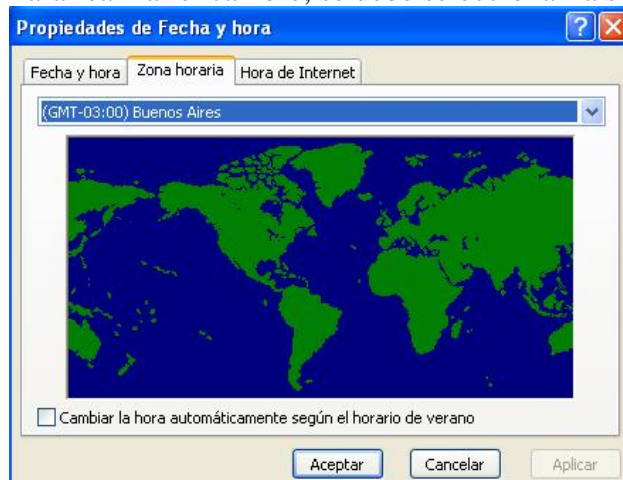 Propiedades de Fecha y hora
Fecha y hora Zona horaria Hora de Internet
(GMT-03:00) Buenos Aires
Cambiar la hora automáticamente según el horario de verano
Aceptar Cancelar Aplicar